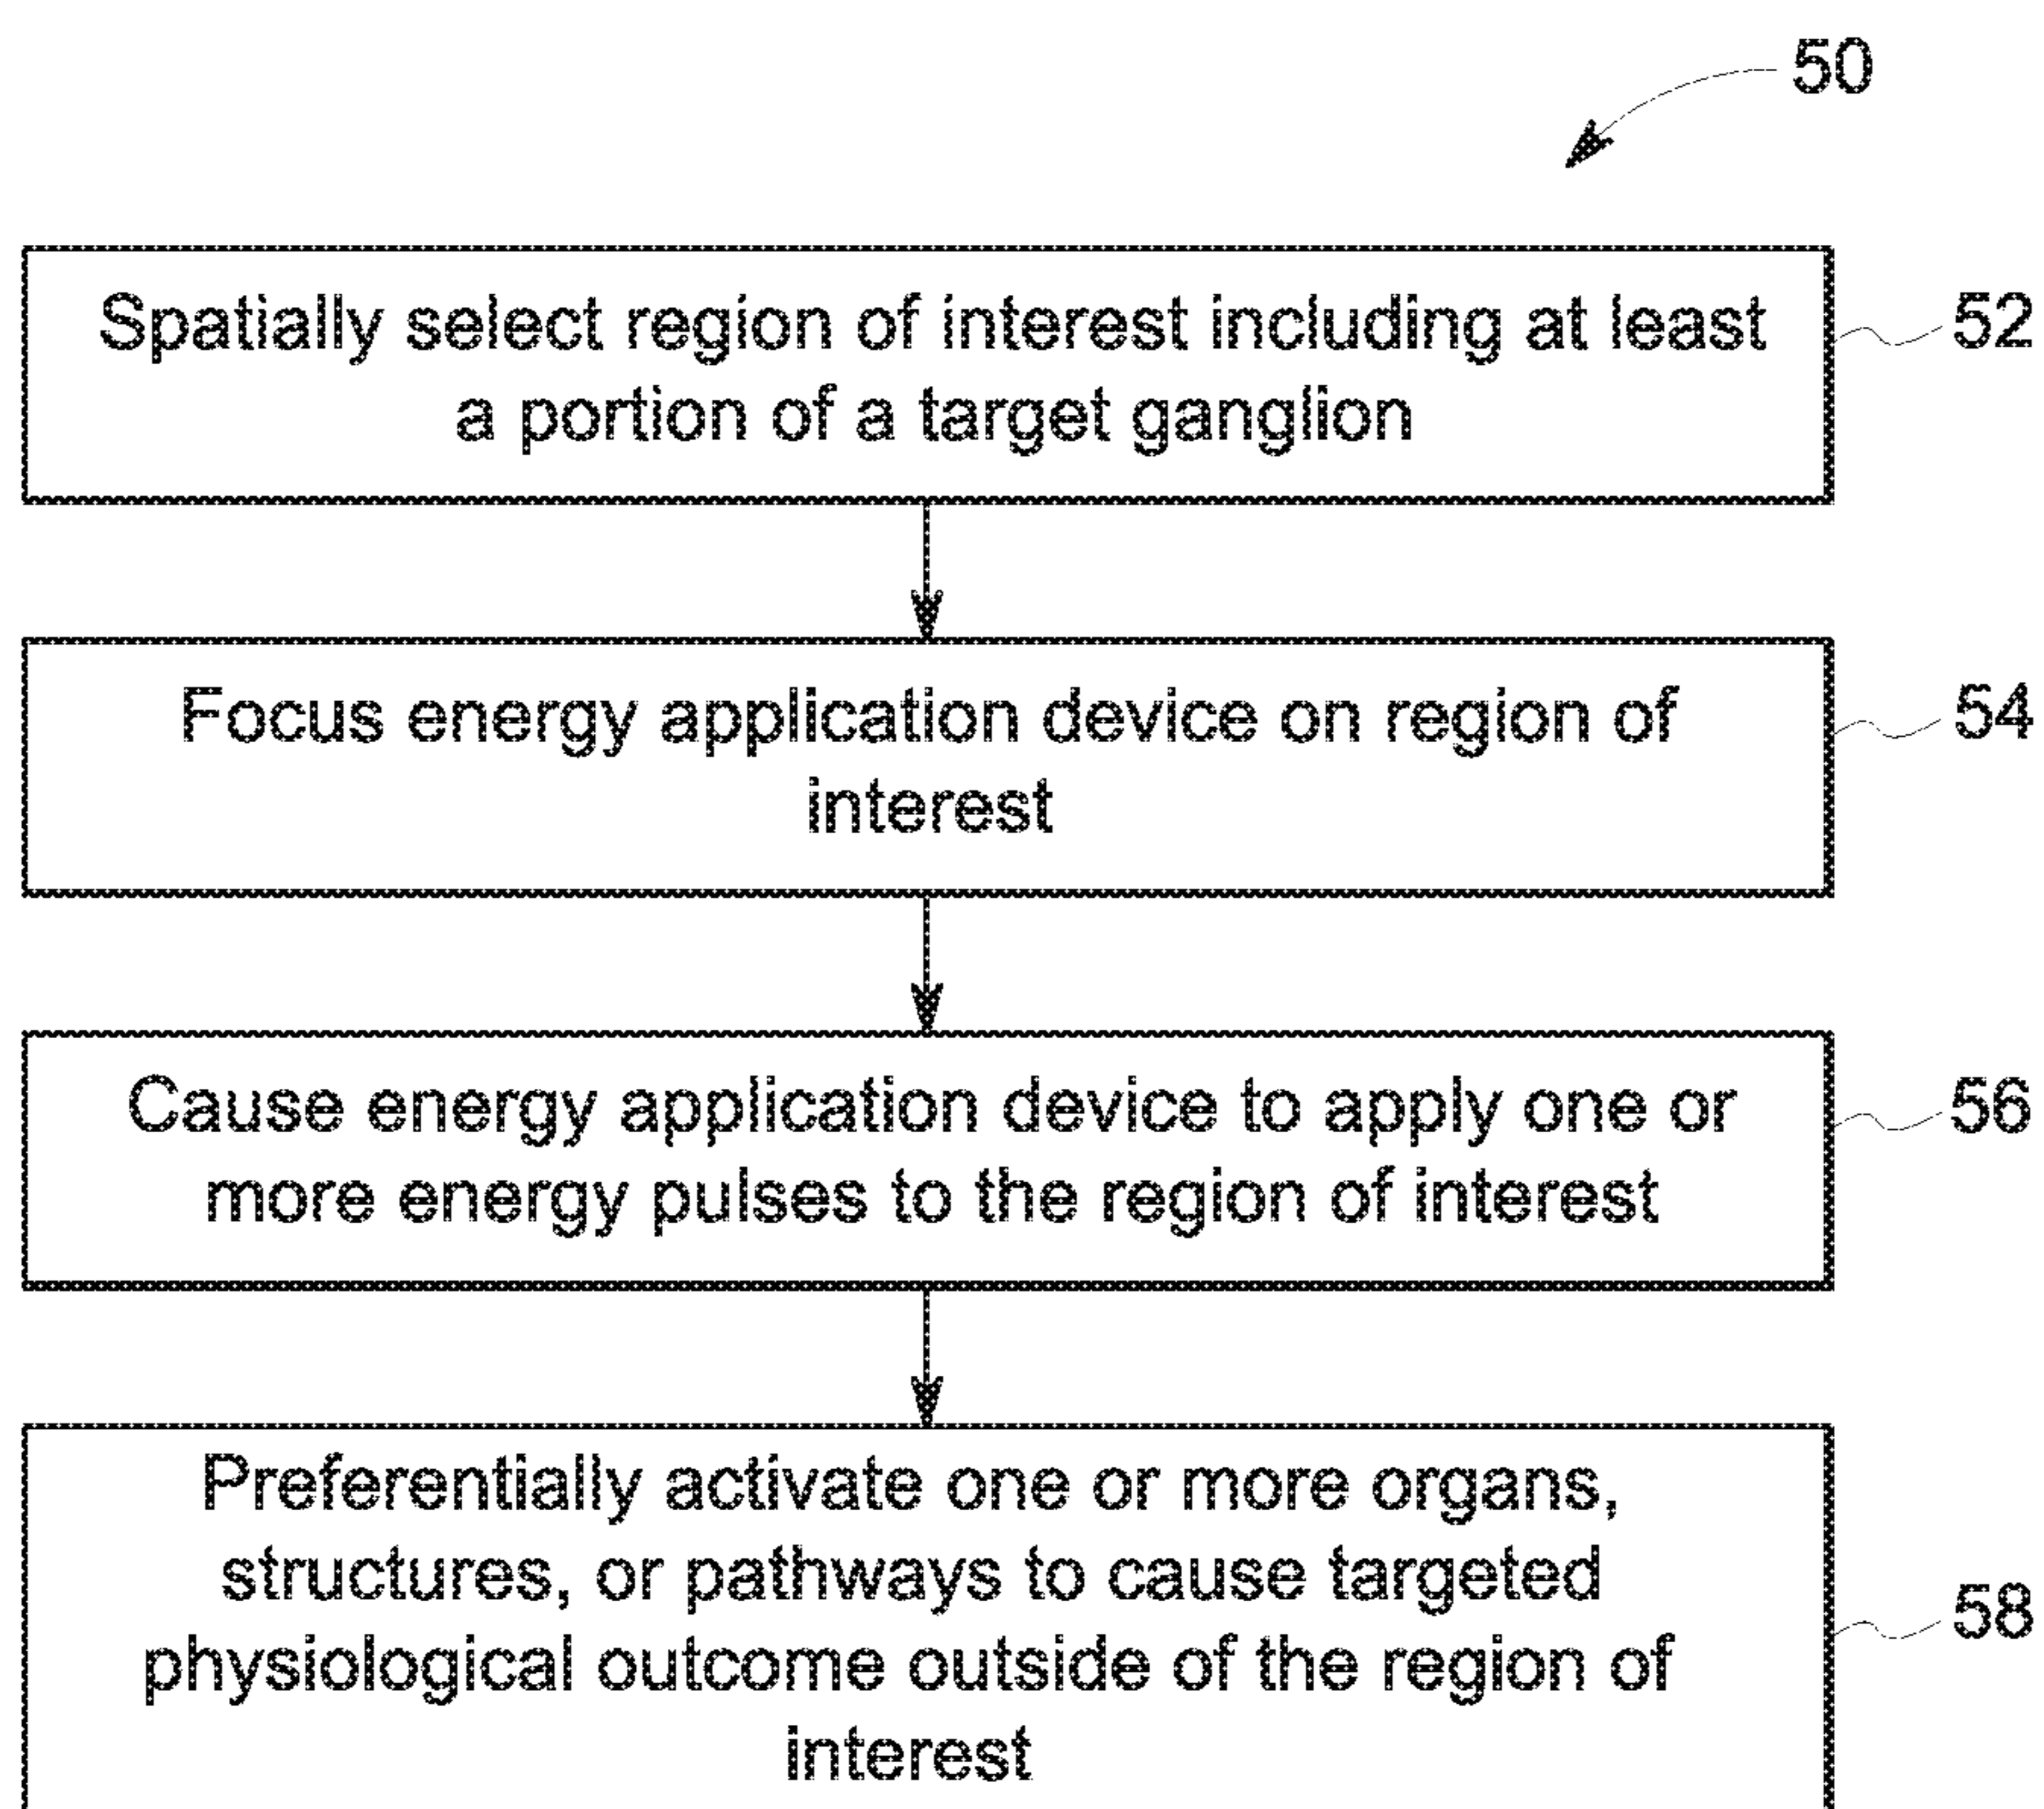 50
Spatially select region of interest including at least
a portion of a target ganglion
52
Focus energy application device on region of
interest
54
Cause energy application device to apply one or
more energy pulses to the region of interest
56
Preferentially activate one or more organs,
structures, or pathways to cause targeted
physiological outcome outside of the region of
interest
58